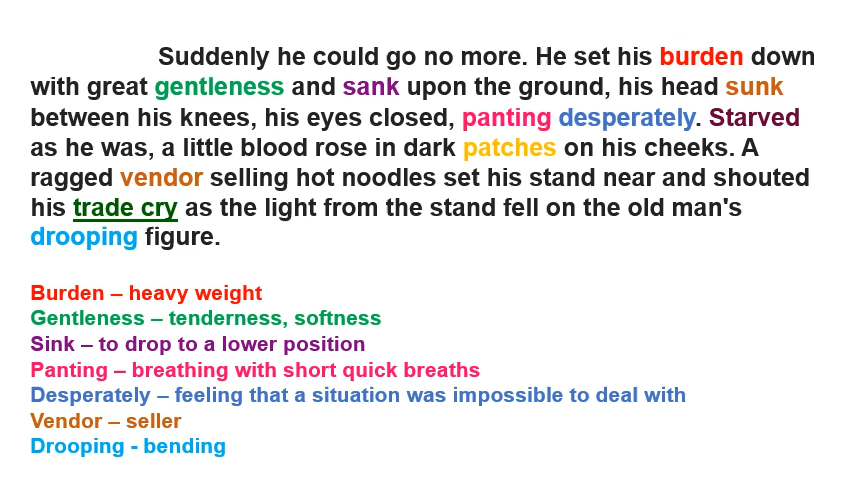 Suddenly he could go no more. He set his burden down
with great gentleness and sank upon the ground, his head sunk
between his knees, his eyes closed, panting desperately. Starved
as he was, a little blood rose in dark patches on his cheeks. A
ragged vendor selling hot noodles set his stand near and shouted
his trade cry as the light from the stand fell on the old man's
drooping figure.
Burden – heavy weight
Gentleness – tenderness, softness
Sink – to drop to a lower position
Panting – breathing with short quick breaths
Desperately – feeling that a situation was impossible to deal with
Vendor – seller
Drooping - bending